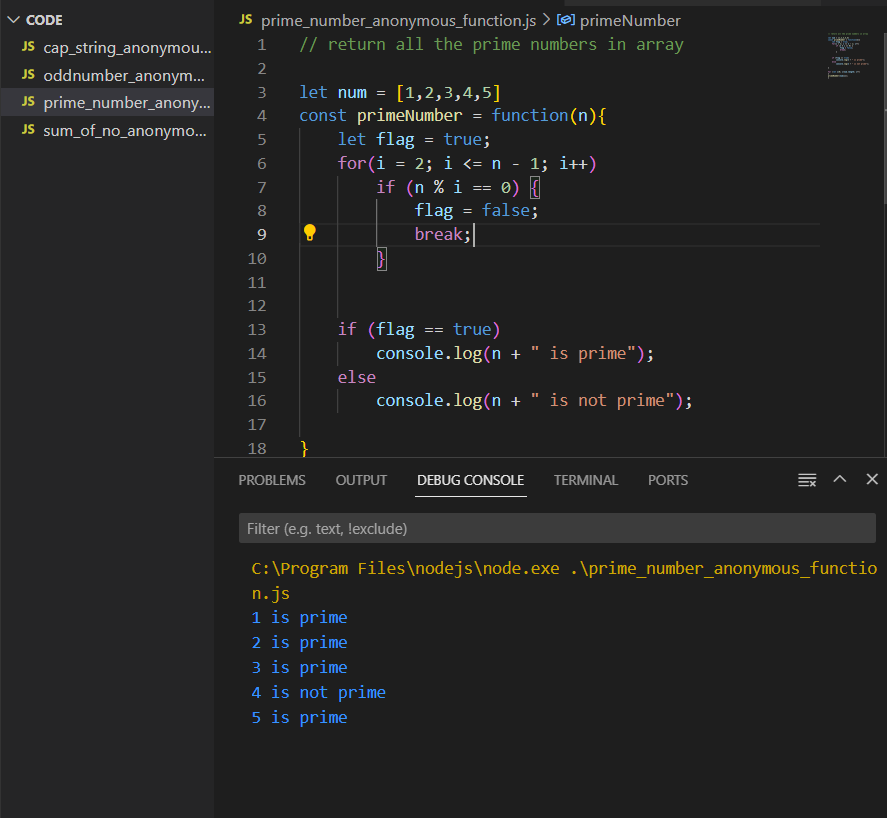 CODE
JS cap_string_anonymou...
JS oddnumber_anonym...
JS prime_number_anony...
JS sum_of_no_anonymo...
JS prime_number_anonymous_function.js > primeNumber
1 // return all the prime numbers in array
2
3 let num = [1,2,3,4,5]
4 const primeNumber = function(n){
5     let flag = true;
6     for(i = 2; i <= n - 1; i++)
7         if (n % i == 0) {
8             flag = false;
9             break;
10         }
11
12
13     if (flag == true)
14         console.log(n + " is prime");
15     else
16         console.log(n + " is not prime");
17
18 }
PROBLEMS OUTPUT DEBUG CONSOLE TERMINAL PORTS
Filter (e.g. text, !exclude)
C:\Program Files\nodejs\node.exe .\prime_number_anonymous_functio
n.js
1 is prime
2 is prime
3 is prime
4 is not prime
5 is prime